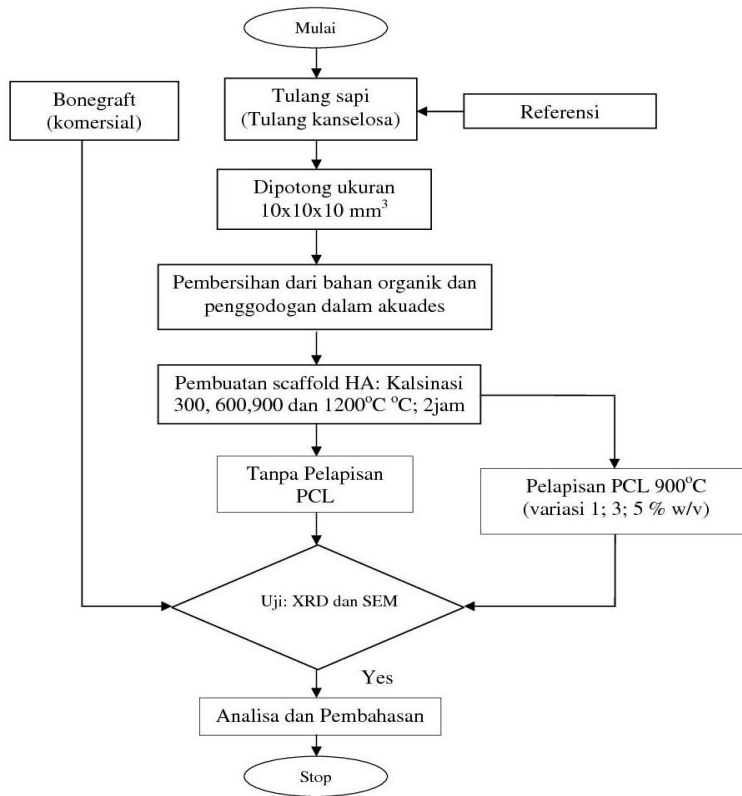 Mulai
Bonegraft
(komersial)
Tulang sapi
(Tulang kanselosa)
Referensi
Dipotong ukuran
10x10x10 mm³
Pembersihan dari bahan organik dan
penggodogan dalam akuades
Pembuatan scaffold HA: Kalsinasi
300, 600,900 dan 1200°C °C; 2jam
Tanpa Pelapisan
PCL
Pelapisan PCL 900°C
(variasi 1; 3; 5 % w/v)
Uji: XRD dan SEM
Yes
Analisa dan Pembahasan
Stop